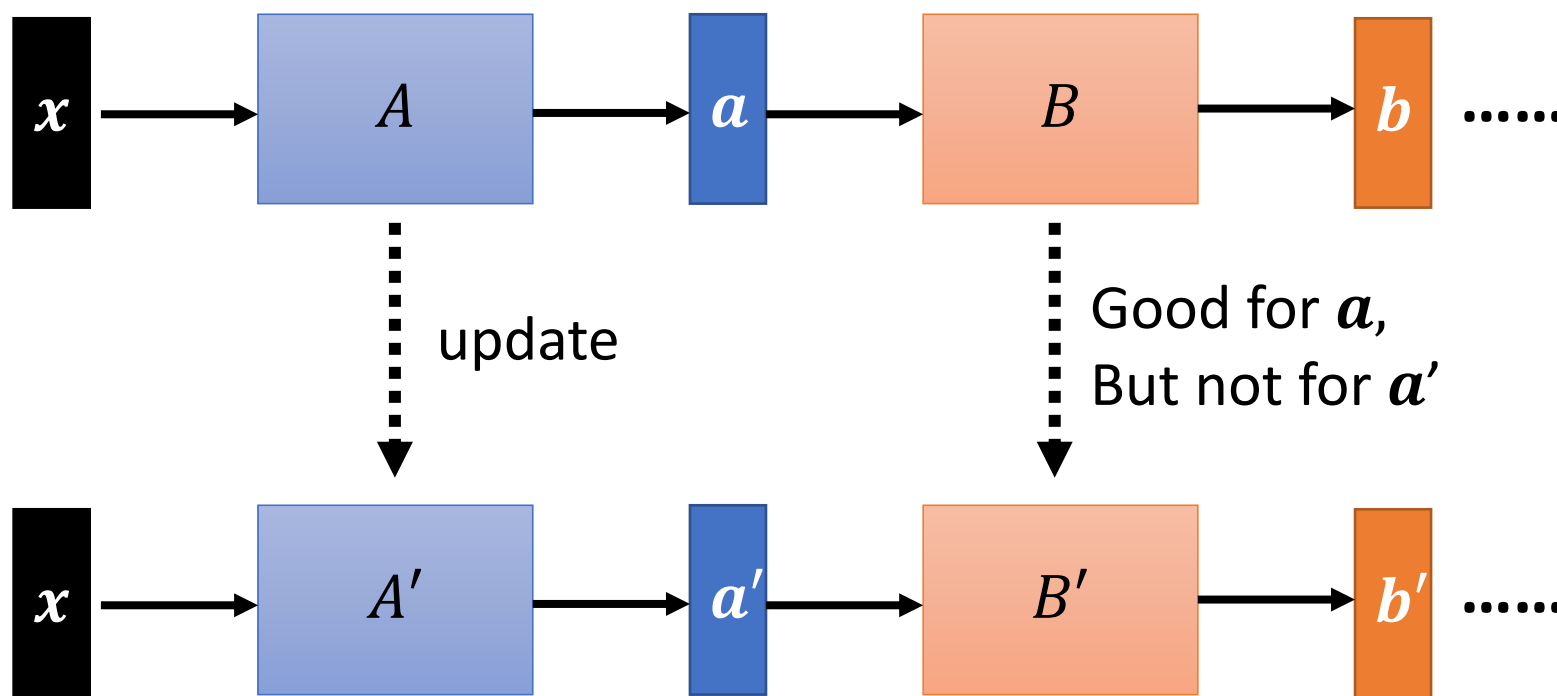 x A a B b ······
update
Good for a,
But not for a'
x A' a' B' b' ······